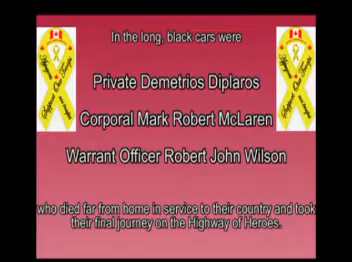 In the long, black cars were
Private Demetrios Diplaros
Corporal Mark Robert McLaren
Warrant Officer Robert John Wilson
who died far from home in service to their country and took
their final journey on the Highway of Heroes.